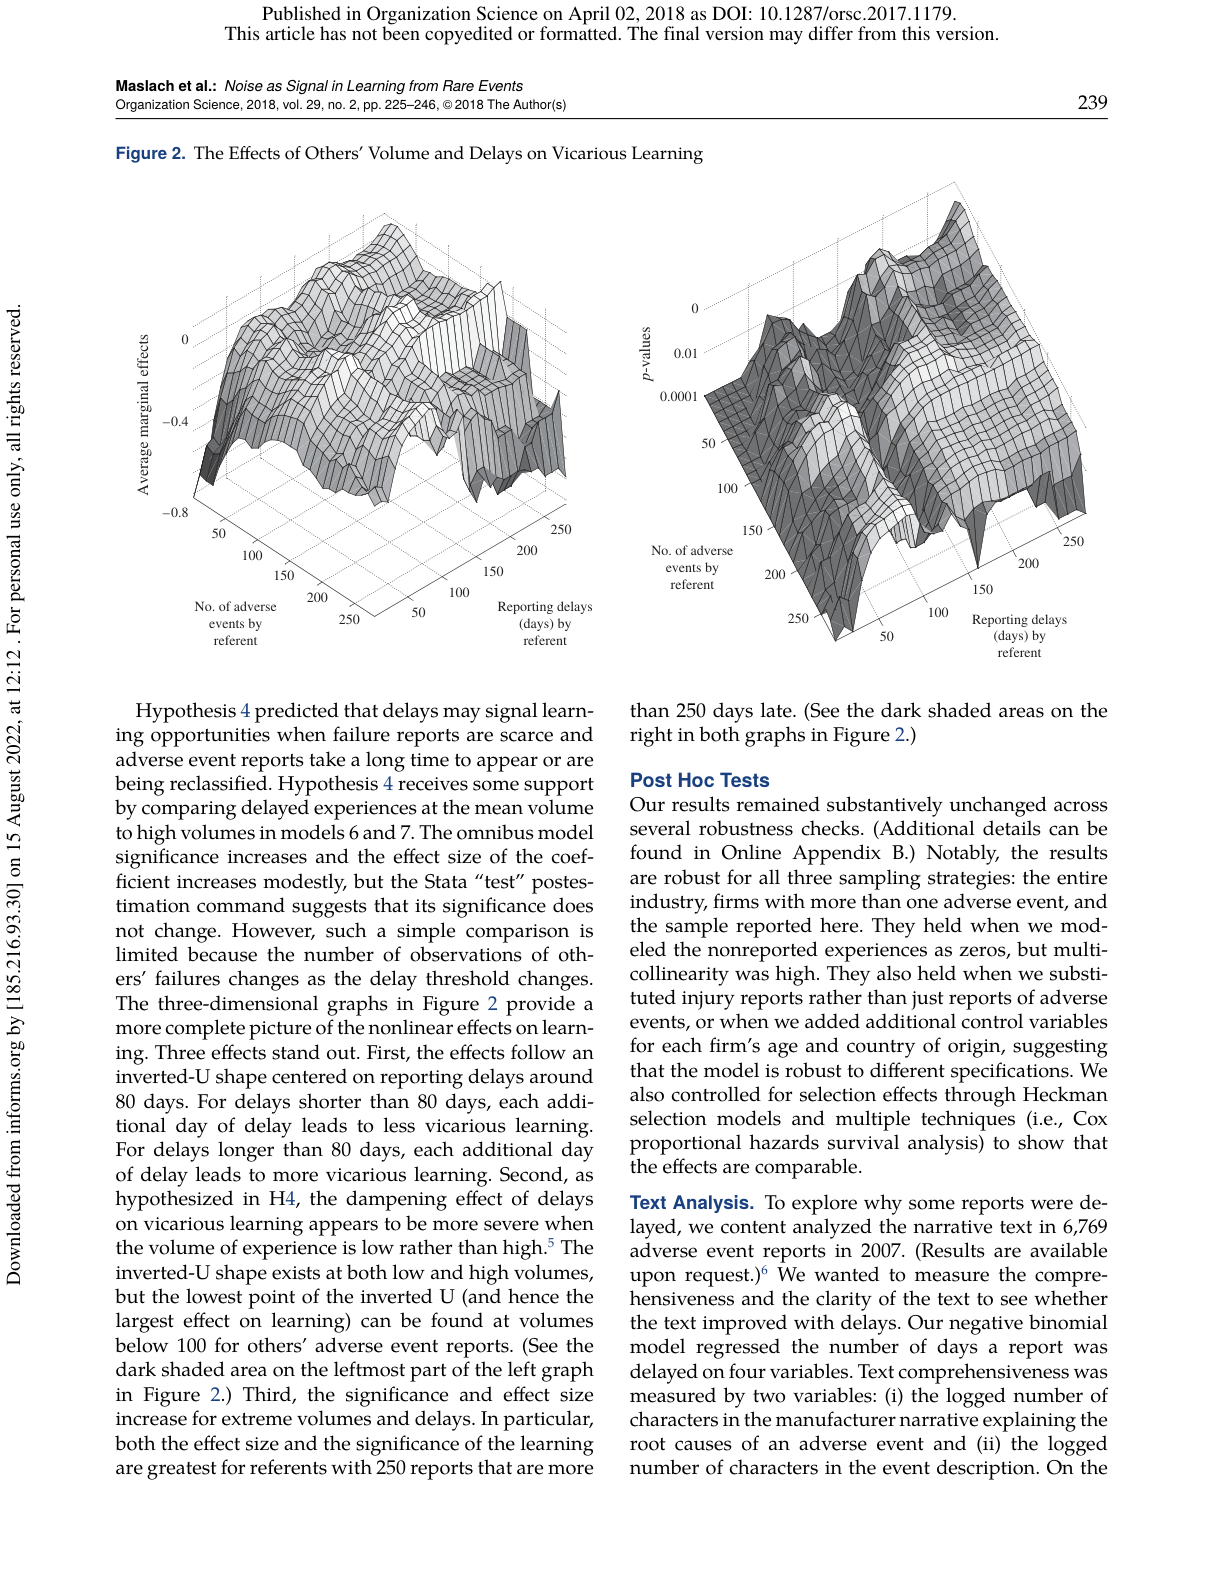 Published in Organization Science on April 02, 2018 as DOI: 10.1287/orsc.2017.1179.
This article has not been copyedited or formatted. The final version may differ from this version.
Maslach et al.: Noise as Signal in Learning from Rare Events
Organization Science, 2018, vol. 29, no. 2, pp. 225–246, © 2018 The Author(s)
239
Figure 2. The Effects of Others’ Volume and Delays on Vicarious Learning
Average marginal effects
0
−0.4
−0.8
50
100
150
200
250
No. of adverse
events by
referent
50
100
150
200
250
Reporting delays
(days) by
referent
p-values
0
0.01
0.0001
50
100
150
200
250
No. of adverse
events by
referent
50
100
150
200
250
Reporting delays
(days) by
referent
Hypothesis 4 predicted that delays may signal learn-
ing opportunities when failure reports are scarce and
adverse event reports take a long time to appear or are
being reclassified. Hypothesis 4 receives some support
by comparing delayed experiences at the mean volume
to high volumes in models 6 and 7. The omnibus model
significance increases and the effect size of the coef-
ficient increases modestly, but the Stata “test” postes-
timation command suggests that its significance does
not change. However, such a simple comparison is
limited because the number of observations of oth-
ers’ failures changes as the delay threshold changes.
The three-dimensional graphs in Figure 2 provide a
more complete picture of the nonlinear effects on learn-
ing. Three effects stand out. First, the effects follow an
inverted-U shape centered on reporting delays around
80 days. For delays shorter than 80 days, each addi-
tional day of delay leads to less vicarious learning.
For delays longer than 80 days, each additional day
of delay leads to more vicarious learning. Second, as
hypothesized in H4, the dampening effect of delays
on vicarious learning appears to be more severe when
the volume of experience is low rather than high.5 The
inverted-U shape exists at both low and high volumes,
but the lowest point of the inverted U (and hence the
largest effect on learning) can be found at volumes
below 100 for others’ adverse event reports. (See the
dark shaded area on the leftmost part of the left graph
in Figure 2.) Third, the significance and effect size
increase for extreme volumes and delays. In particular,
both the effect size and the significance of the learning
are greatest for referents with 250 reports that are more
than 250 days late. (See the dark shaded areas on the
right in both graphs in Figure 2.)
Post Hoc Tests
Our results remained substantively unchanged across
several robustness checks. (Additional details can be
found in Online Appendix B.) Notably, the results
are robust for all three sampling strategies: the entire
industry, firms with more than one adverse event, and
the sample reported here. They held when we mod-
eled the nonreported experiences as zeros, but multi-
collinearity was high. They also held when we substi-
tuted injury reports rather than just reports of adverse
events, or when we added additional control variables
for each firm’s age and country of origin, suggesting
that the model is robust to different specifications. We
also controlled for selection effects through Heckman
selection models and multiple techniques (i.e., Cox
proportional hazards survival analysis) to show that
the effects are comparable.
Text Analysis. To explore why some reports were de-
layed, we content analyzed the narrative text in 6,769
adverse event reports in 2007. (Results are available
upon request.)6 We wanted to measure the compre-
hensiveness and the clarity of the text to see whether
the text improved with delays. Our negative binomial
model regressed the number of days a report was
delayed on four variables. Text comprehensiveness was
measured by two variables: (i) the logged number of
characters in the manufacturer narrative explaining the
root causes of an adverse event and (ii) the logged
number of characters in the event description. On the
Downloaded from informs.org by [185.216.93.30] on 15 August 2022, at 12:12 . For personal use only, all rights reserved.